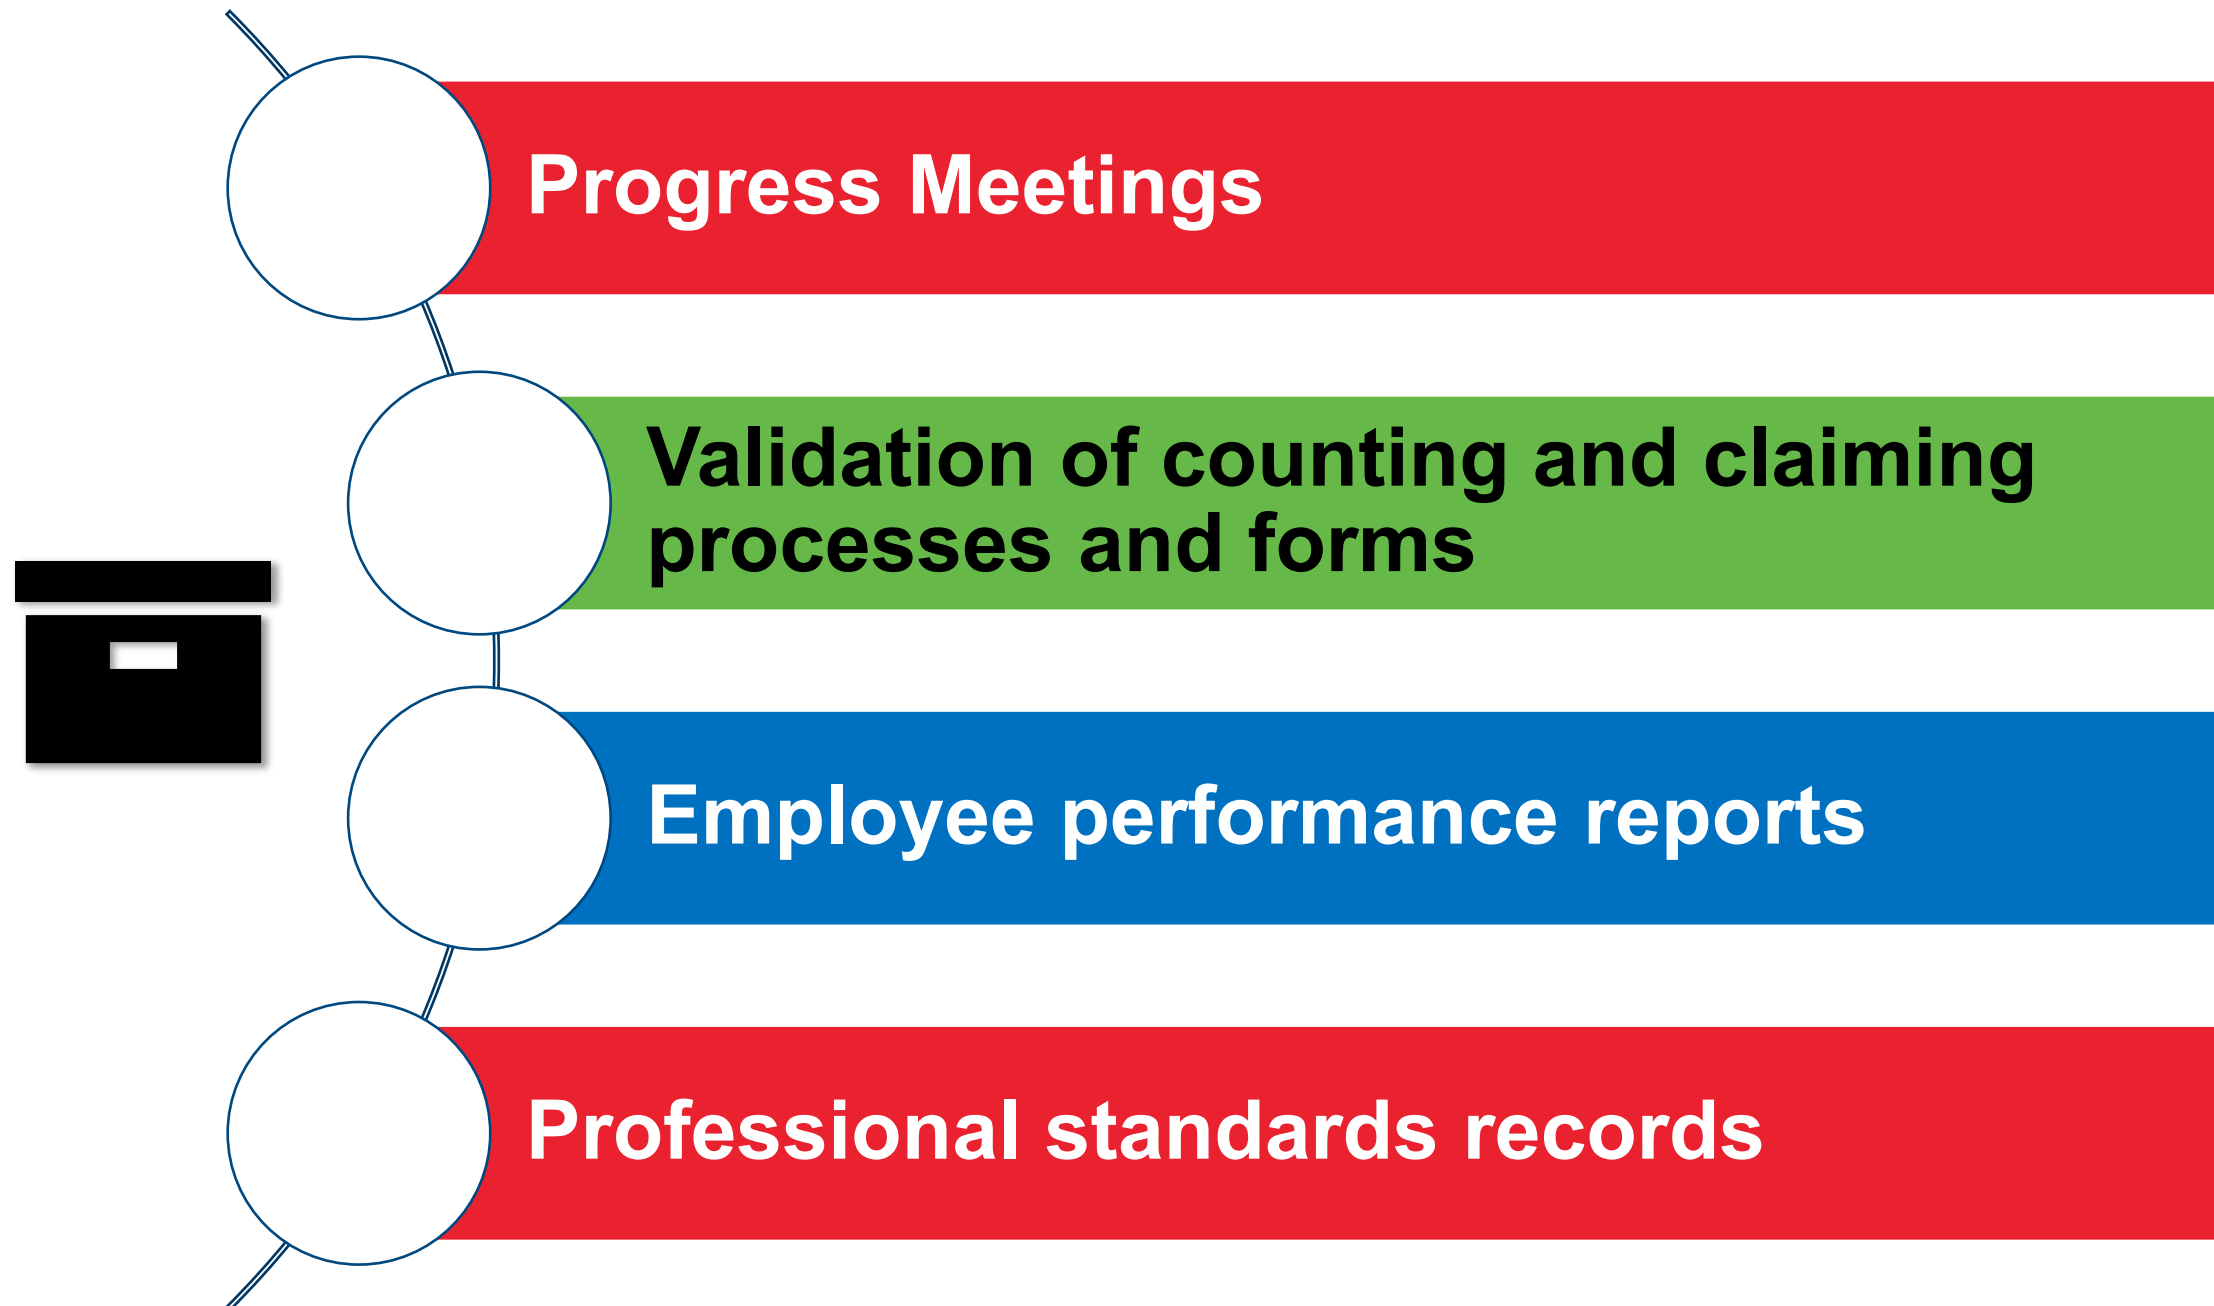 Progress Meetings
Validation of counting and claiming
processes and forms
Employee performance reports
Professional standards records